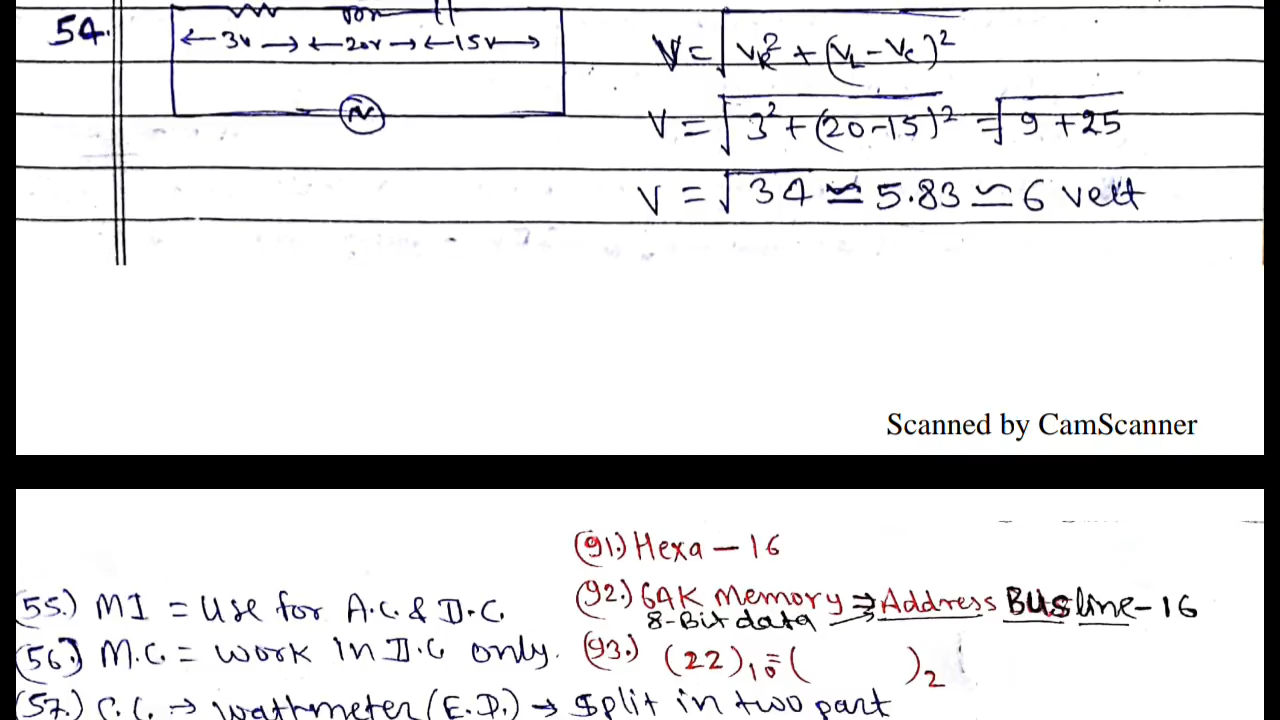 54.
←3v→ ←20v→ ←15v→
V = √VR² + (VL - Vc)²
V = √3² + (20-15)² = √9 + 25
V = √34 ≃ 5.83 ≃ 6 volt
Scanned by CamScanner
(91.) Hexa - 16
(55.) MI = Use for A.C. & D.C.
(92.) 64K Memory ⇒ Address BUS line - 16
8-Bit data
(56.) M.C. = work in D.C only.
(93.) (22)₁₀ = ( )₂
(57.) C.C. → wattmeter (E.D.) → Split in two part